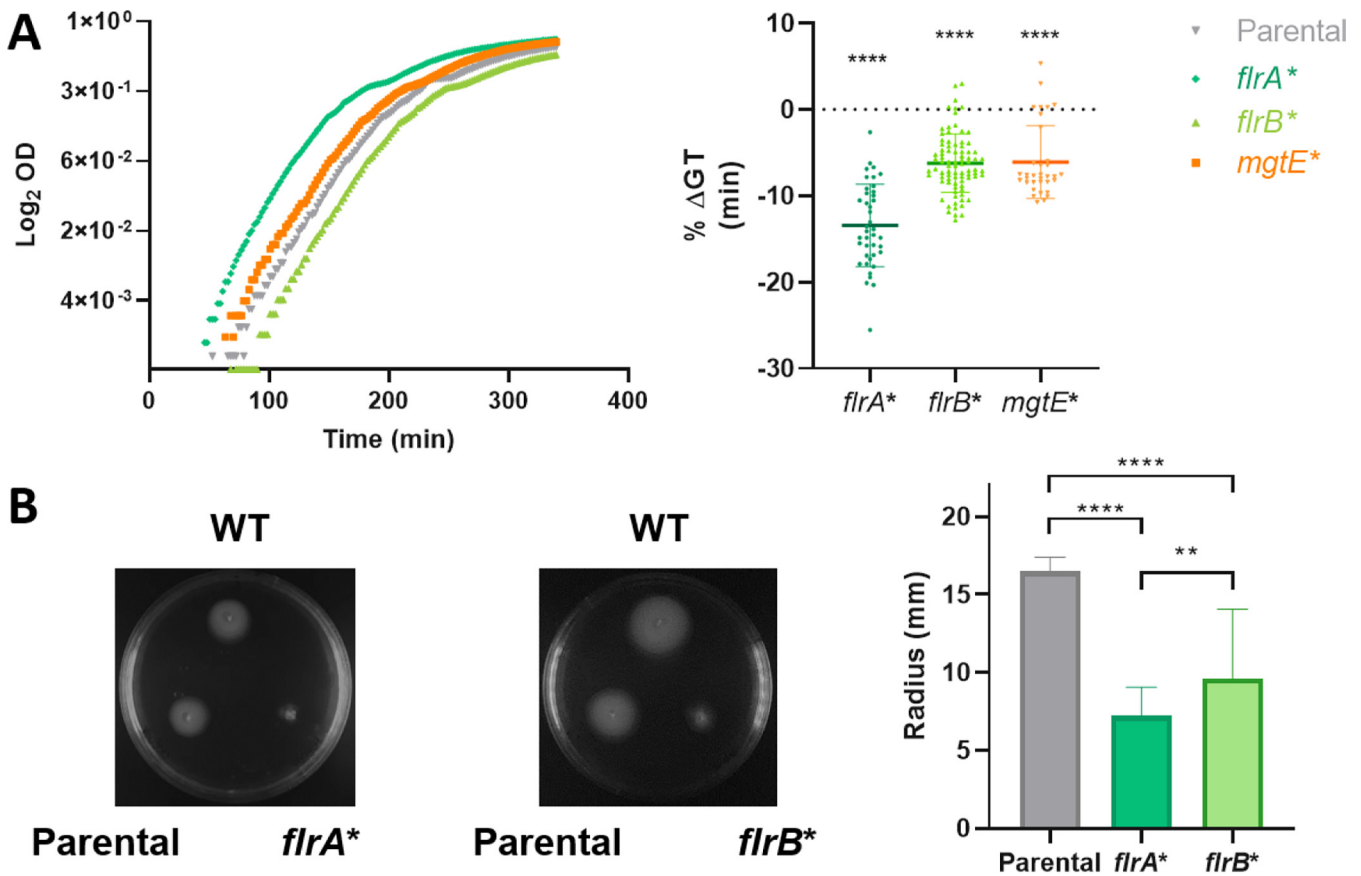 A
Log₂ OD
1×10⁰
3×10⁻¹
6×10⁻²
2×10⁻²
4×10⁻³
0
100
200
300
400
Time (min)
% ΔGT
(min)
10
0
-10
-20
-30
****
****
****
flrA*
flrB*
mgtE*
Parental
flrA*
flrB*
mgtE*
B
WT
Parental
flrA*
WT
Parental
flrB*
Radius (mm)
20
15
10
5
0
****
****
**
Parental
flrA*
flrB*